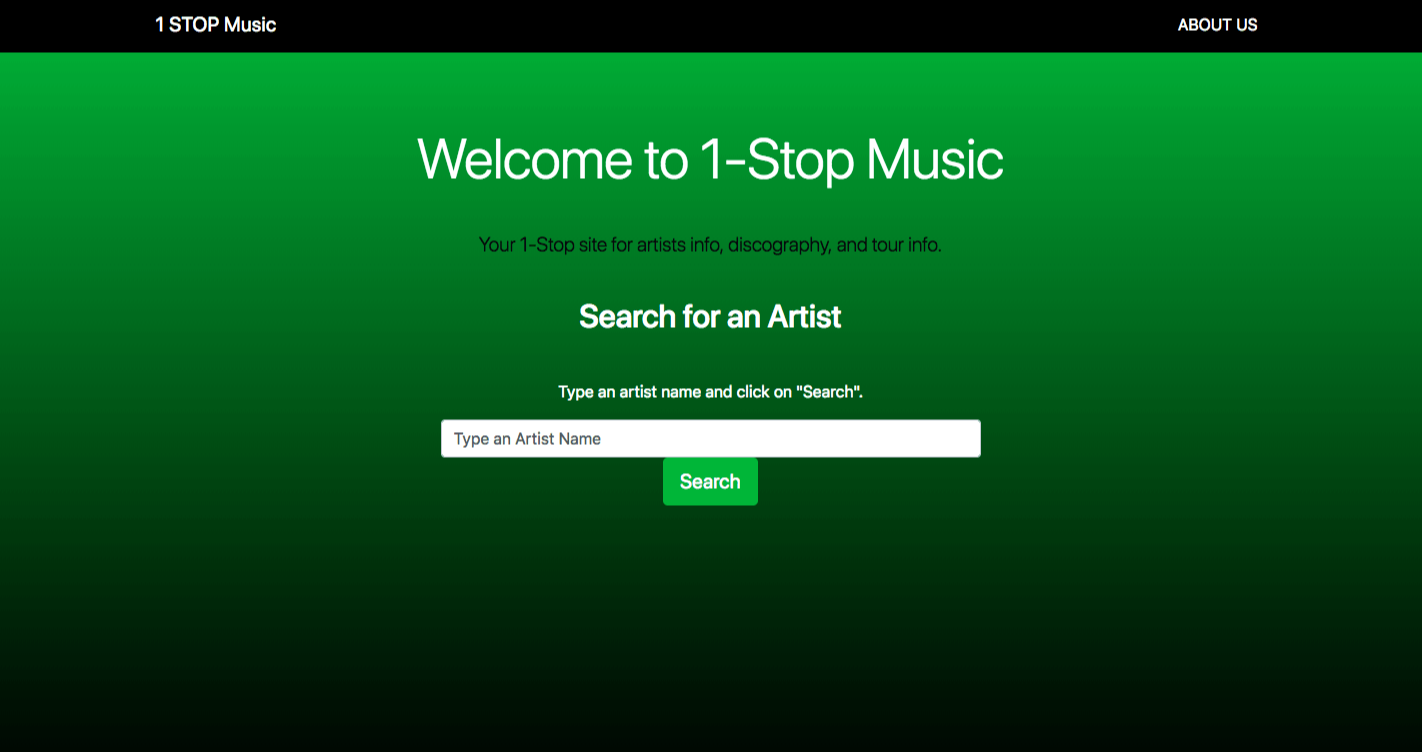 1 STOP Music
ABOUT US
Welcome to 1-Stop Music
Your 1-Stop site for artists info, discography, and tour info.
Search for an Artist
Type an artist name and click on "Search".
Type an Artist Name
Search